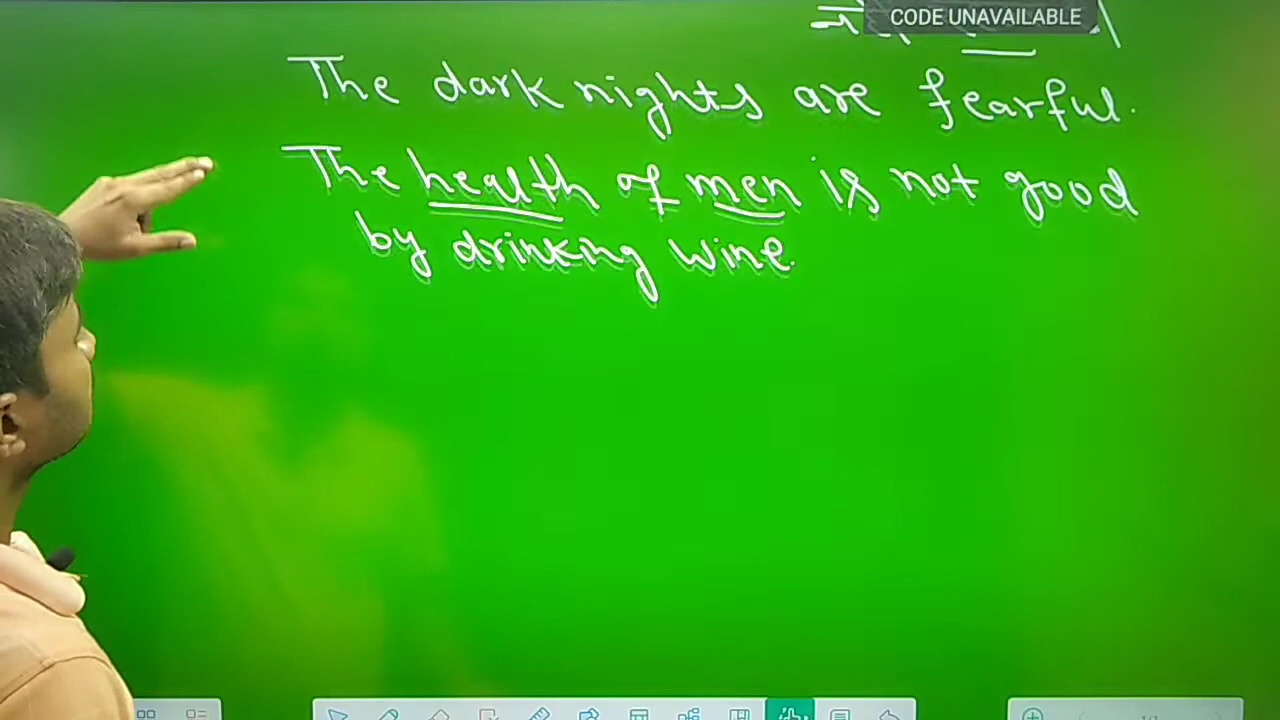 CODE UNAVAILABLE
The dark nights are fearful.
The health of men is not good
by drinking wine.